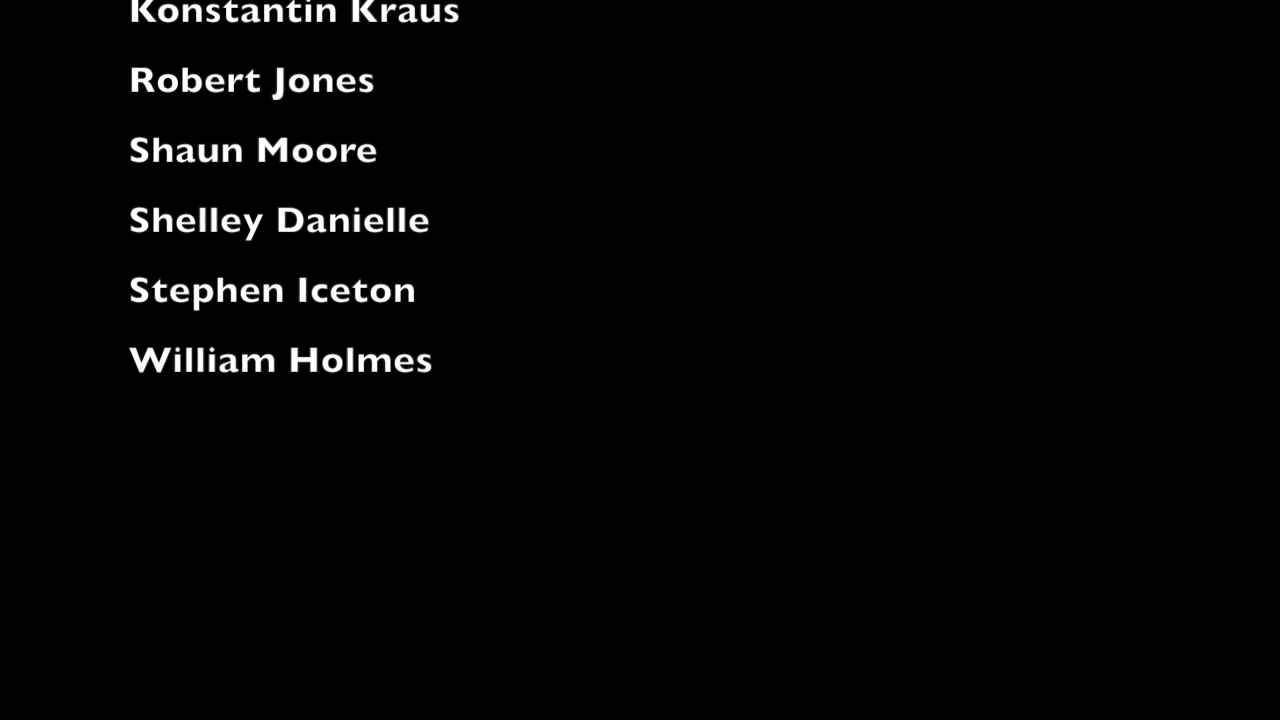 Konstantin Kraus
Robert Jones
Shaun Moore
Shelley Danielle
Stephen Iceton
William Holmes